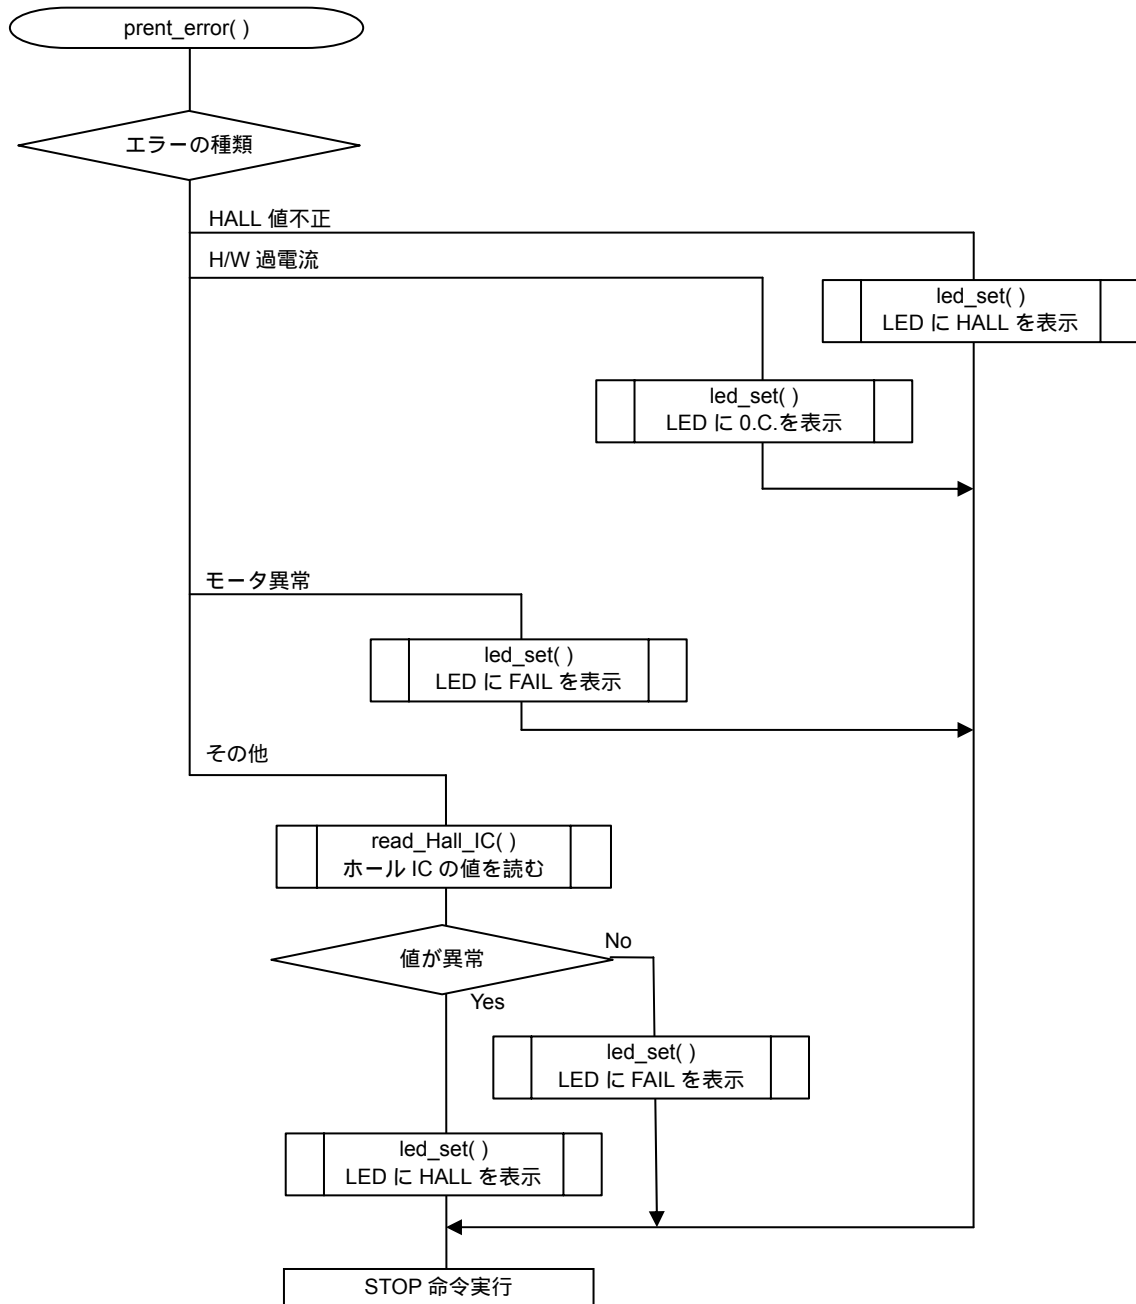 prent_error( )
エラーの種類
HALL 値不正
H/W 過電流
led_set( )
LED に HALL を表示
led_set( )
LED に 0.C.を表示
モータ異常
led_set( )
LED に FAIL を表示
その他
read_Hall_IC( )
ホール IC の値を読む
値が異常
No
Yes
led_set( )
LED に FAIL を表示
led_set( )
LED に HALL を表示
STOP 命令実行